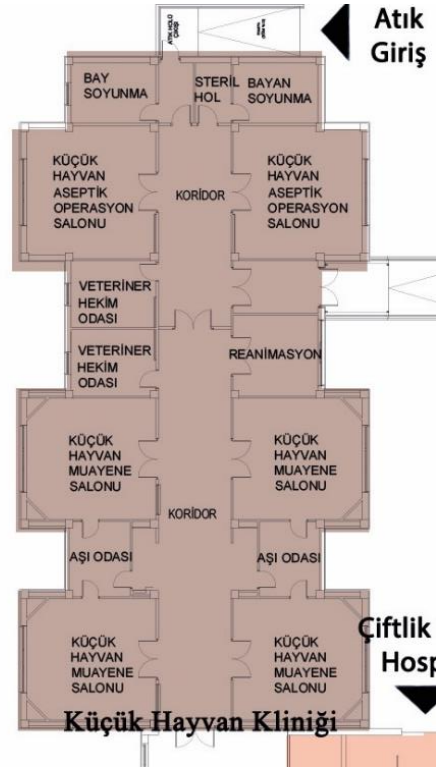 Atık
Giriş
ATIK HOLÜ
ÇIKIŞI
BAY
SOYUNMA
STERİL
HOL
BAYAN
SOYUNMA
KÜÇÜK
HAYVAN
ASEPTİK
OPERASYON
SALONU
KORİDOR
KÜÇÜK
HAYVAN
ASEPTİK
OPERASYON
SALONU
VETERİNER
HEKİM
ODASI
VETERİNER
HEKİM
ODASI
REANİMASYON
KÜÇÜK
HAYVAN
MUAYENE
SALONU
KÜÇÜK
HAYVAN
MUAYENE
SALONU
KORİDOR
AŞI ODASI
AŞI ODASI
KÜÇÜK
HAYVAN
MUAYENE
SALONU
KÜÇÜK
HAYVAN
MUAYENE
SALONU
Çiftlik
Hosp
Küçük Hayvan Kliniği